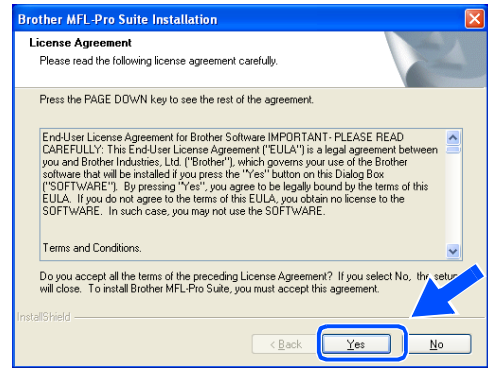 Brother MFL-Pro Suite Installation
License Agreement
Please read the following license agreement carefully.
Press the PAGE DOWN key to see the rest of the agreement.
End-User License Agreement for Brother Software IMPORTANT- PLEASE READ
CAREFULLY: This End-User License Agreement ("EULA") is a legal agreement between
you and Brother Industries, Ltd. ("Brother"), which governs your use of the Brother
software that will be installed if you press the "Yes" button on this Dialog Box
("SOFTWARE"). By pressing "Yes", you agree to be legally bound by the terms of this
EULA. If you do not agree to the terms of this EULA, you obtain no license to the
SOFTWARE. In such case, you may not use the SOFTWARE.
Terms and Conditions.
Do you accept all the terms of the preceding License Agreement? If you select No, the setup
will close. To install Brother MFL-Pro Suite, you must accept this agreement.
InstallShield
< Back Yes No